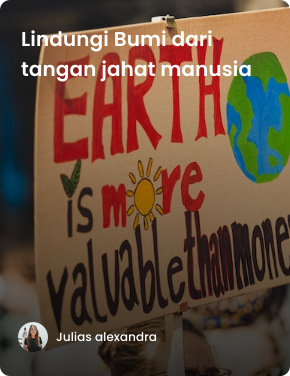 Lindungi Bumi dari
tangan jahat manusia
EARTH
is more
valuable than money
Julias alexandra